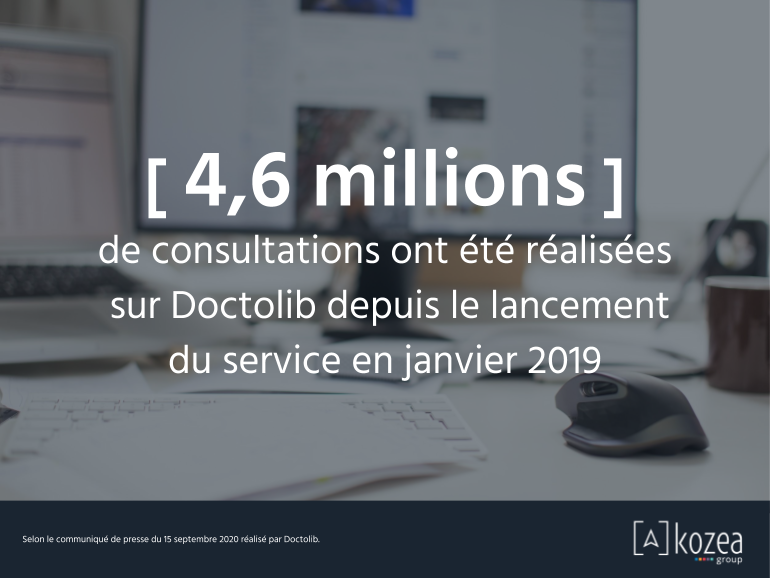 [ 4,6 millions ]
de consultations ont été réalisées
sur Doctolib depuis le lancement
du service en janvier 2019
Selon le communiqué de presse du 15 septembre 2020 réalisé par Doctolib.
[A] kozea
group